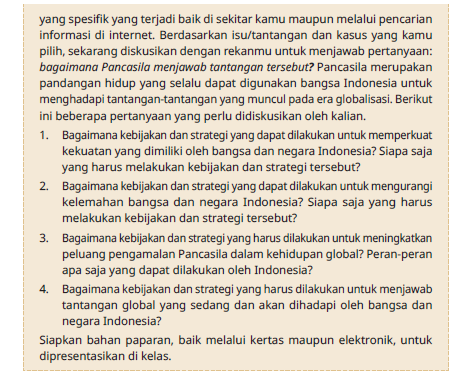 yang spesifik yang terjadi baik di sekitar kamu maupun melalui pencarian
informasi di internet. Berdasarkan isu/tantangan dan kasus yang kamu
pilih, sekarang diskusikan dengan rekanmu untuk menjawab pertanyaan:
bagaimana Pancasila menjawab tantangan tersebut? Pancasila merupakan
pandangan hidup yang selalu dapat digunakan bangsa Indonesia untuk
menghadapi tantangan-tantangan yang muncul pada era globalisasi. Berikut
ini beberapa pertanyaan yang perlu didiskusikan oleh kalian.
1. Bagaimana kebijakan dan strategi yang dapat dilakukan untuk memperkuat
kekuatan yang dimiliki oleh bangsa dan negara Indonesia? Siapa saja
yang harus melakukan kebijakan dan strategi tersebut?
2. Bagaimana kebijakan dan strategi yang dapat dilakukan untuk mengurangi
kelemahan bangsa dan negara Indonesia? Siapa saja yang harus
melakukan kebijakan dan strategi tersebut?
3. Bagaimana kebijakan dan strategi yang harus dilakukan untuk meningkatkan
peluang pengamalan Pancasila dalam kehidupan global? Peran-peran
apa saja yang dapat dilakukan oleh Indonesia?
4. Bagaimana kebijakan dan strategi yang harus dilakukan untuk menjawab
tantangan global yang sedang dan akan dihadapi oleh bangsa dan
negara Indonesia?
Siapkan bahan paparan, baik melalui kertas maupun elektronik, untuk
dipresentasikan di kelas.